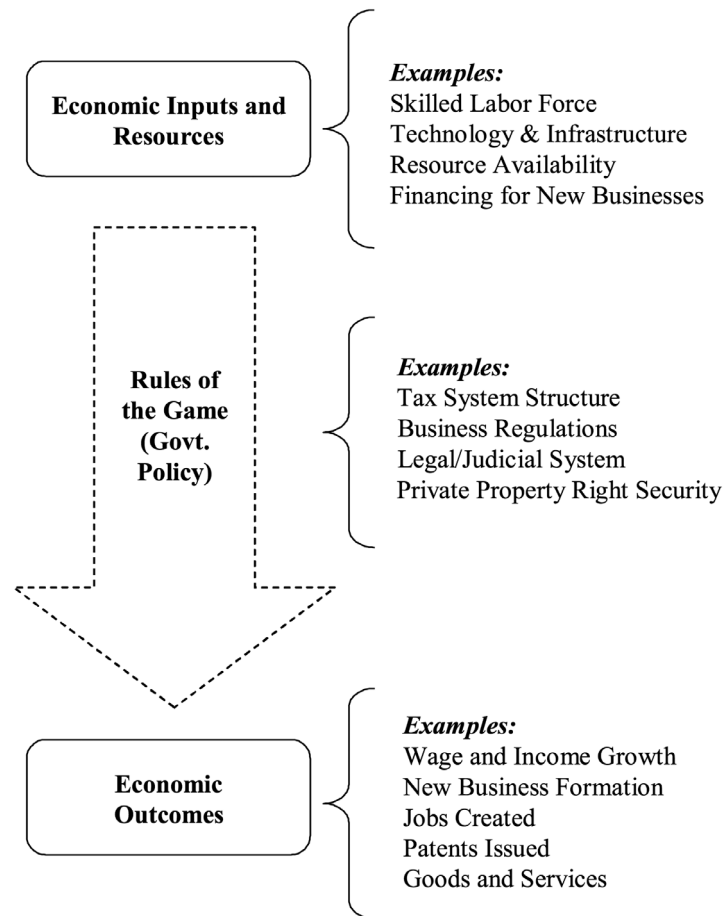 Economic Inputs and
Resources
Examples:
Skilled Labor Force
Technology & Infrastructure
Resource Availability
Financing for New Businesses
Rules of
the Game
(Govt.
Policy)
Examples:
Tax System Structure
Business Regulations
Legal/Judicial System
Private Property Right Security
Economic
Outcomes
Examples:
Wage and Income Growth
New Business Formation
Jobs Created
Patents Issued
Goods and Services